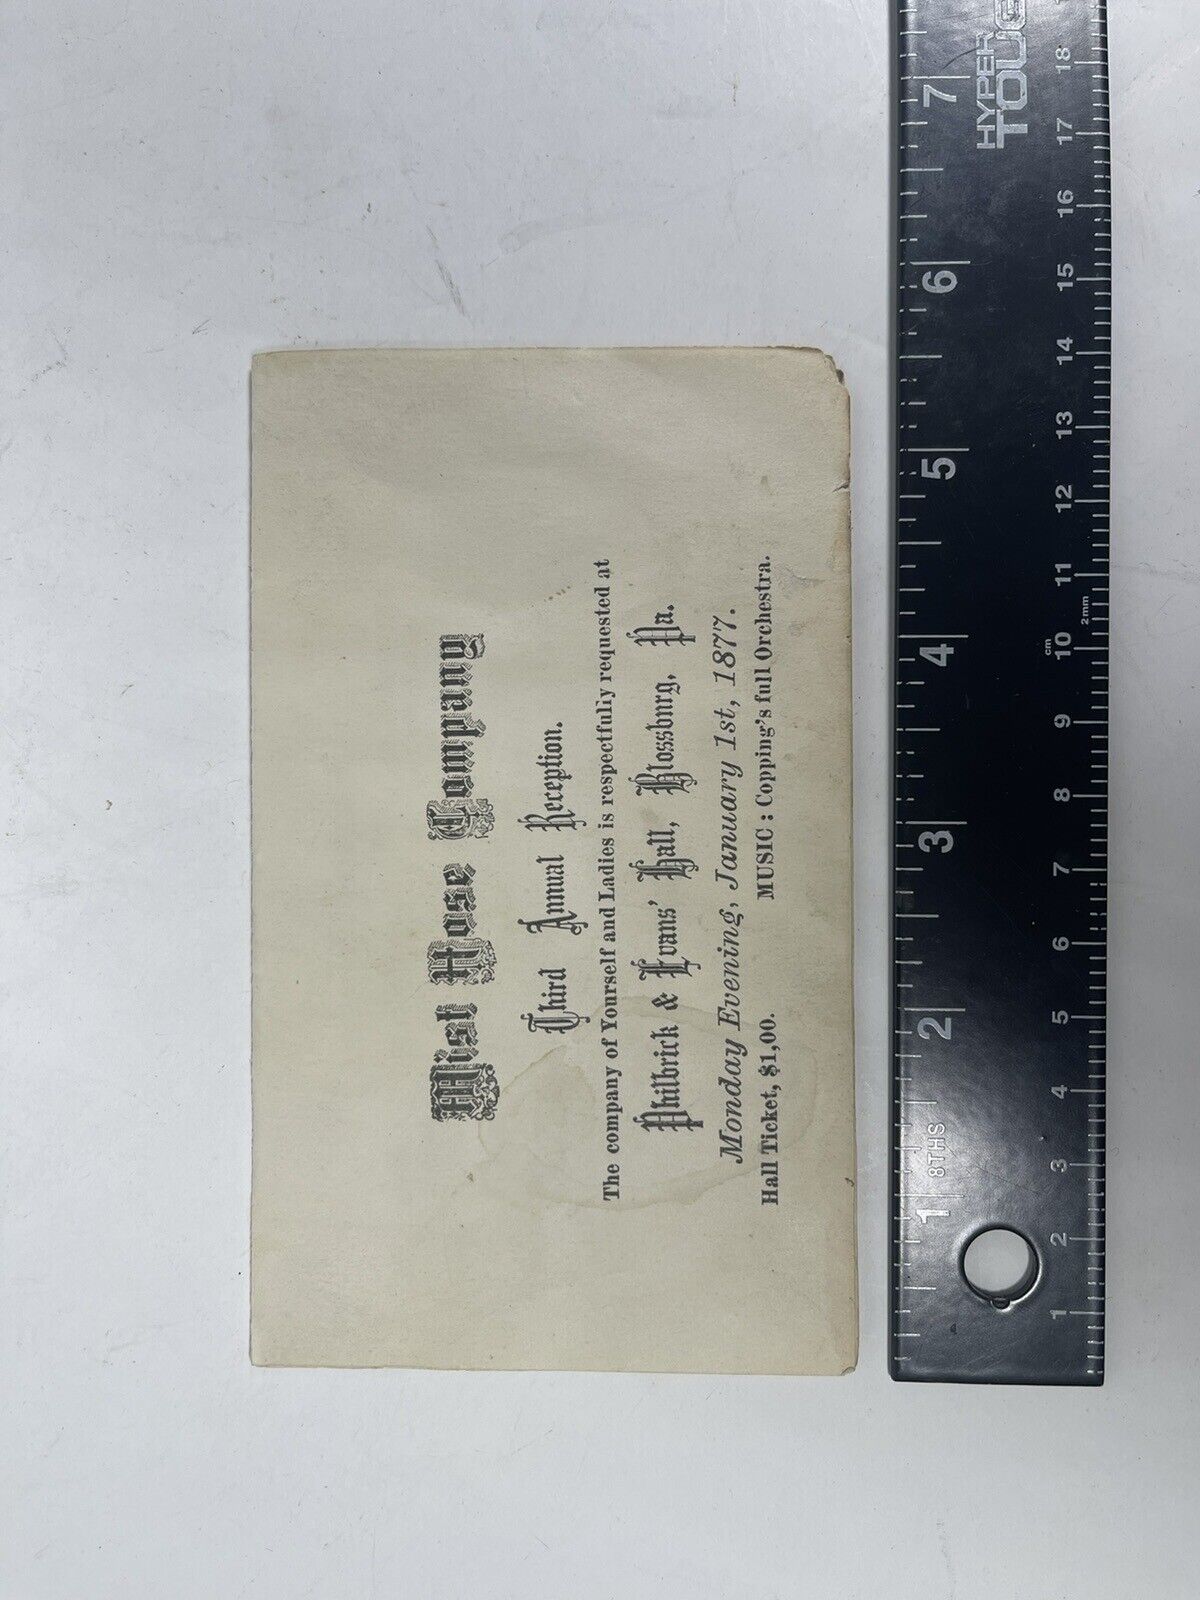 Mist Hose Company
Third Annual Reception.
The company of Yourself and Ladies is respectfully requested at
Philbrick & Evans' Hall, Blossburg, Pa.
Monday Evening, January 1st, 1877.
Hall Ticket, $1,00. MUSIC : Copping's full Orchestra.
1 2 3 4 5 6 7
8THS
HYPER
TOUG
1 2 3 4 5 6 7 8 9 10 11 12 13 14 15 16 17 18
cm
2mm